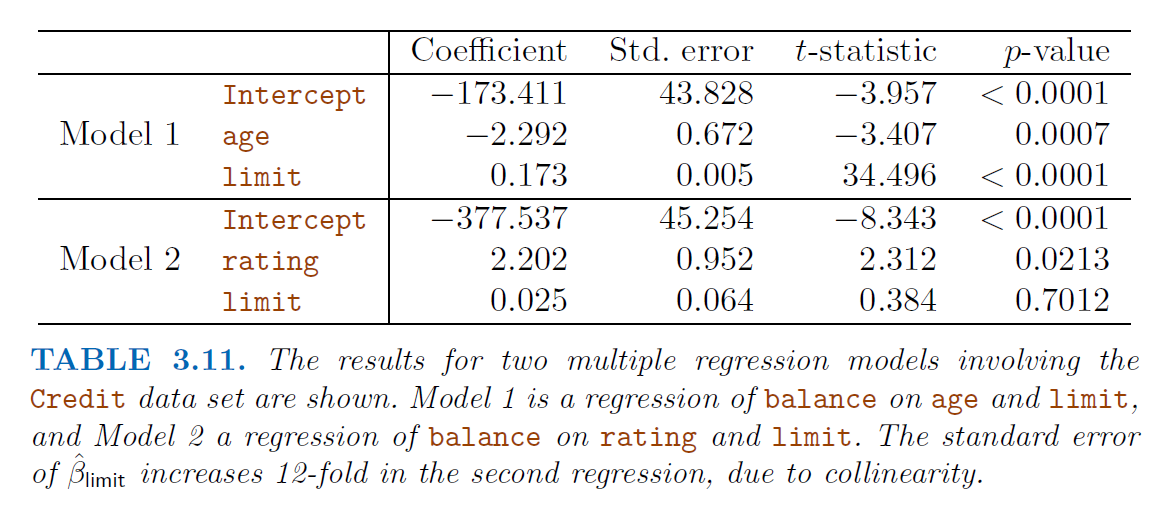 Coefficient Std. error t-statistic p-value
Intercept −173.411 43.828 −3.957 < 0.0001
Model 1 age −2.292 0.672 −3.407 0.0007
limit 0.173 0.005 34.496 < 0.0001
Intercept −377.537 45.254 −8.343 < 0.0001
Model 2 rating 2.202 0.952 2.312 0.0213
limit 0.025 0.064 0.384 0.7012
TABLE 3.11. The results for two multiple regression models involving the
Credit data set are shown. Model 1 is a regression of balance on age and limit,
and Model 2 a regression of balance on rating and limit. The standard error
of β̂limit increases 12-fold in the second regression, due to collinearity.